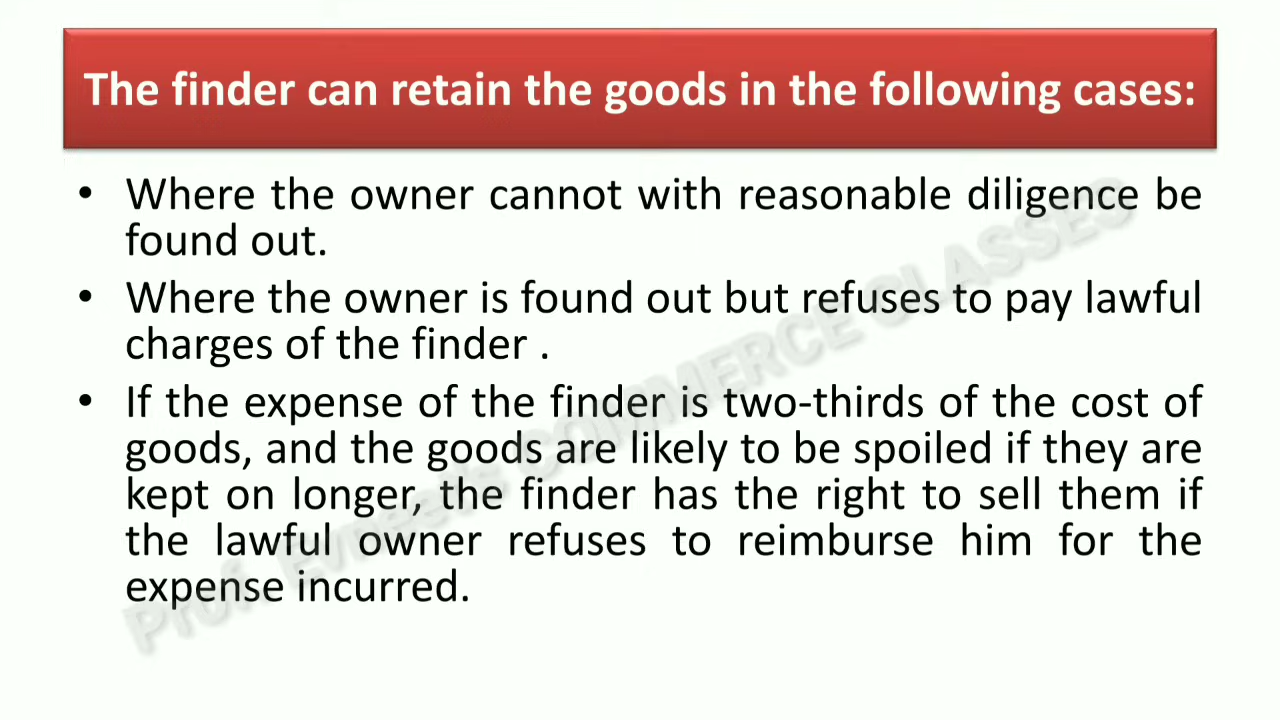 The finder can retain the goods in the following cases:
• Where the owner cannot with reasonable diligence be
found out.
• Where the owner is found out but refuses to pay lawful
charges of the finder .
• If the expense of the finder is two-thirds of the cost of
goods, and the goods are likely to be spoiled if they are
kept on longer, the finder has the right to sell them if
the lawful owner refuses to reimburse him for the
expense incurred.
Prof. COMMERCE CLASSES